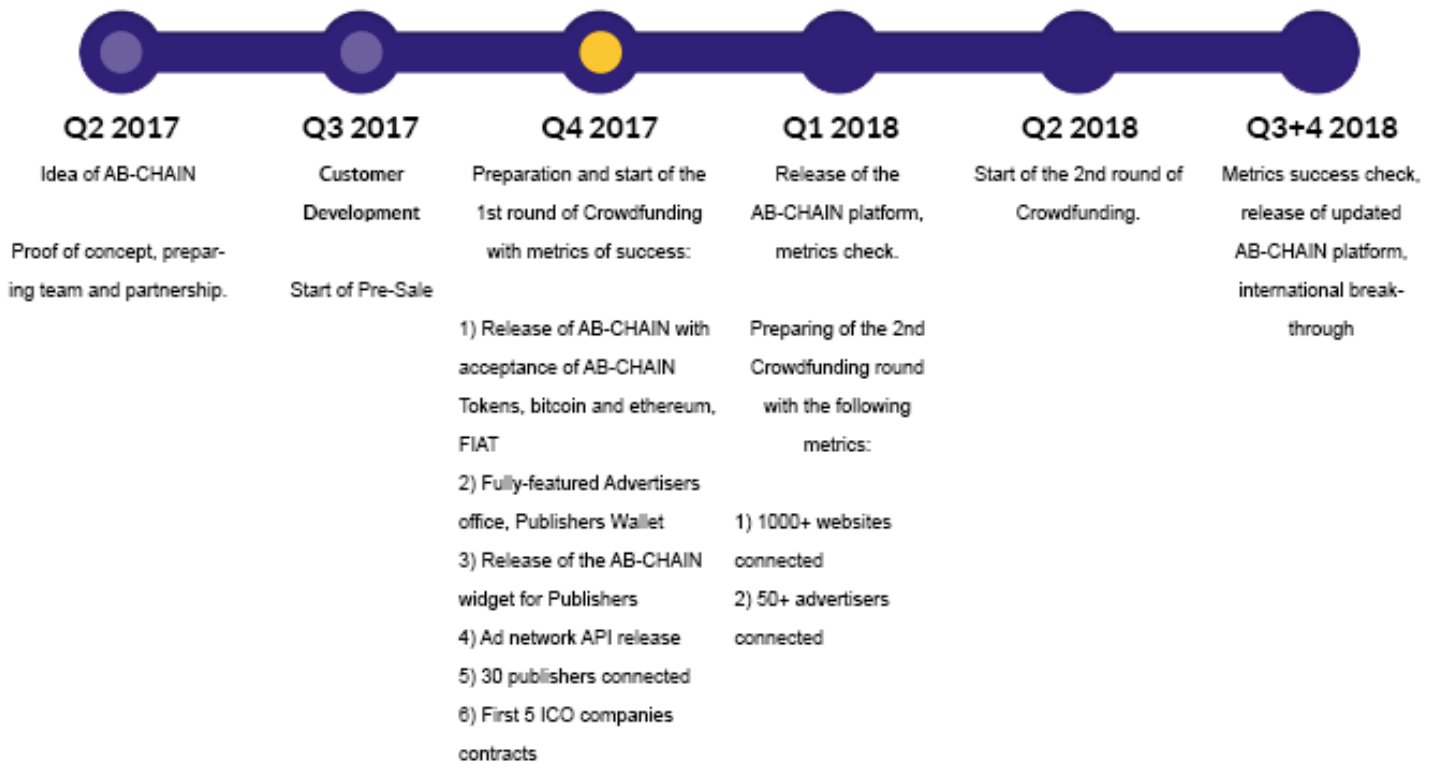 Q2 2017
Idea of AB-CHAIN
Proof of concept, prepar-
ing team and partnership.
Q3 2017
Customer
Development
Start of Pre-Sale
Q4 2017
Preparation and start of the
1st round of Crowdfunding
with metrics of success:
1) Release of AB-CHAIN with
acceptance of AB-CHAIN
Tokens, bitcoin and ethereum,
FIAT
2) Fully-featured Advertisers
office, Publishers Wallet
3) Release of the AB-CHAIN
widget for Publishers
4) Ad network API release
5) 30 publishers connected
6) First 5 ICO companies
contracts
Q1 2018
Release of the
AB-CHAIN platform,
metrics check.
Preparing of the 2nd
Crowdfunding round
with the following
metrics:
1) 1000+ websites
connected
2) 50+ advertisers
connected
Q2 2018
Start of the 2nd round of
Crowdfunding.
Q3+4 2018
Metrics success check,
release of updated
AB-CHAIN platform,
international break-
through